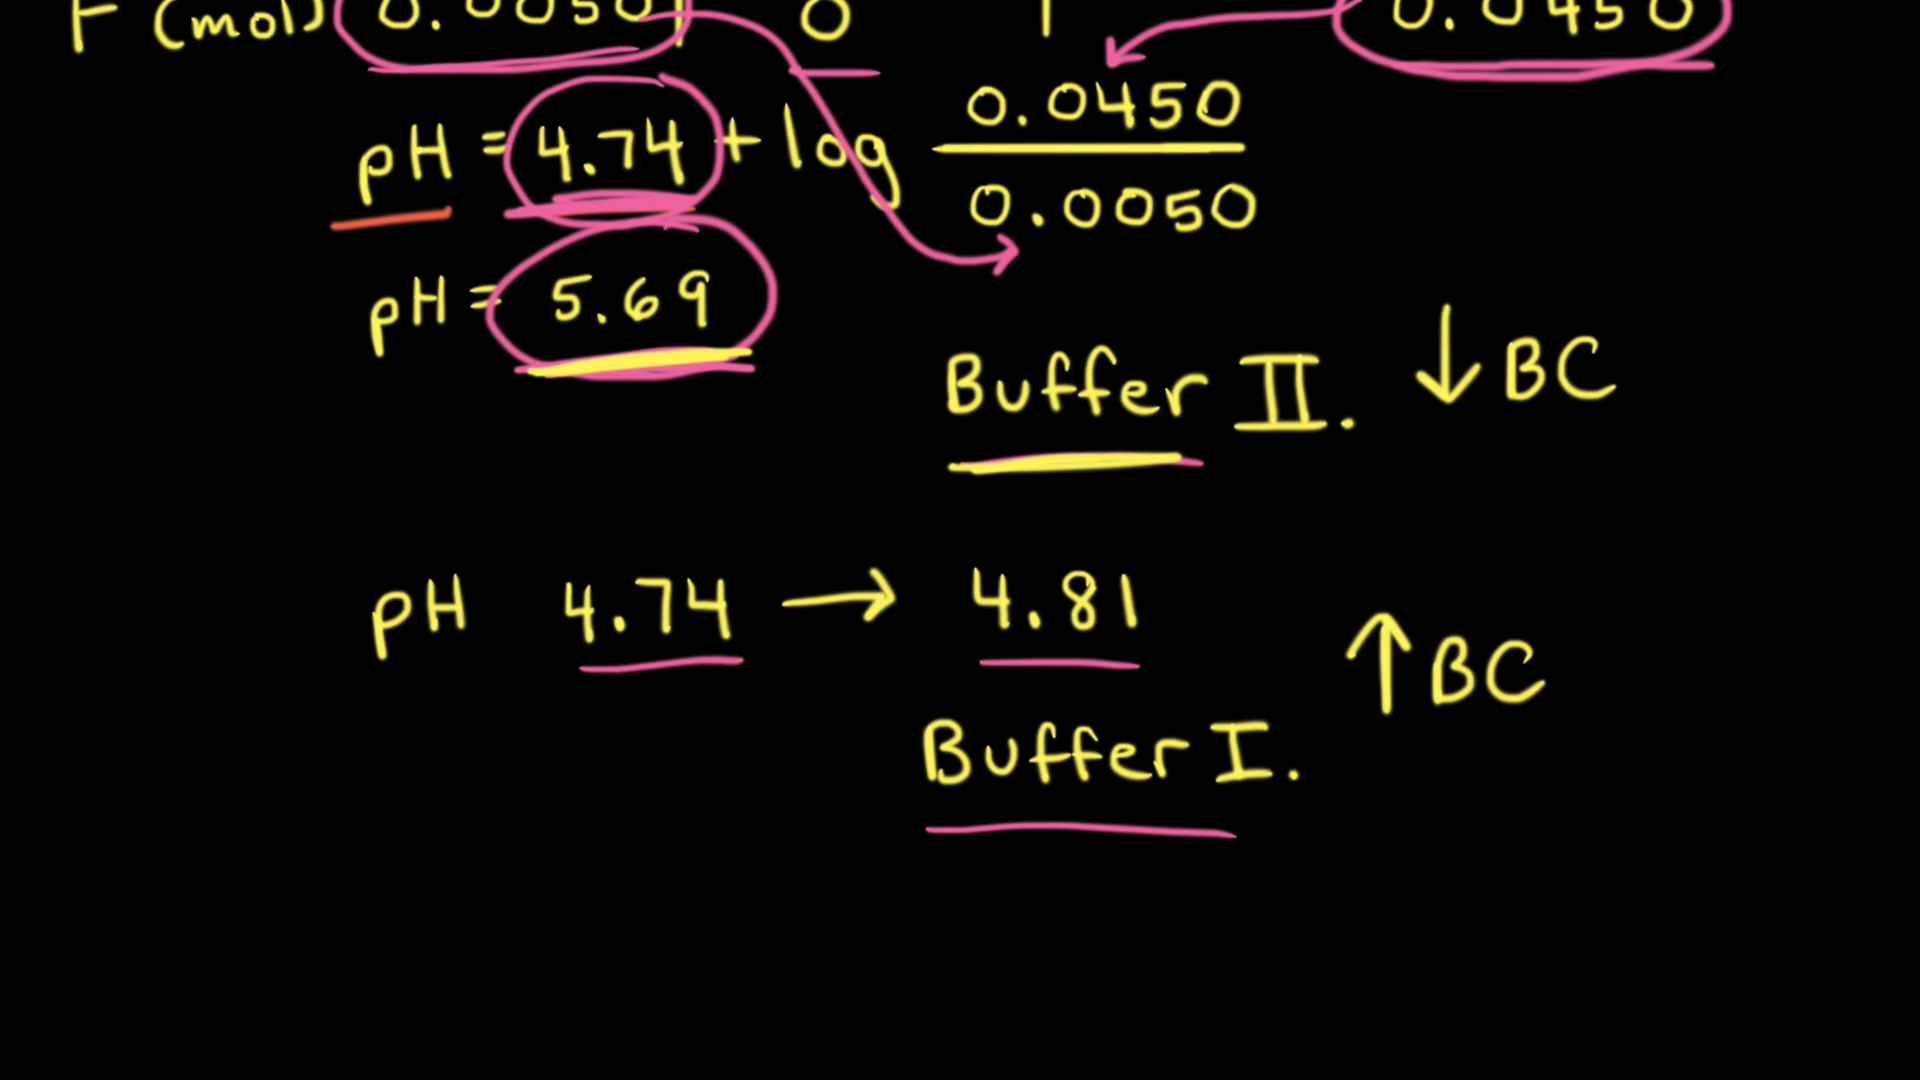 F (mol) 0.0050 0 0.0450
pH = 4.74 + log 0.0450
0.0050
pH = 5.69
Buffer II. ↓ BC
pH 4.74 → 4.81
↑ BC
Buffer I.